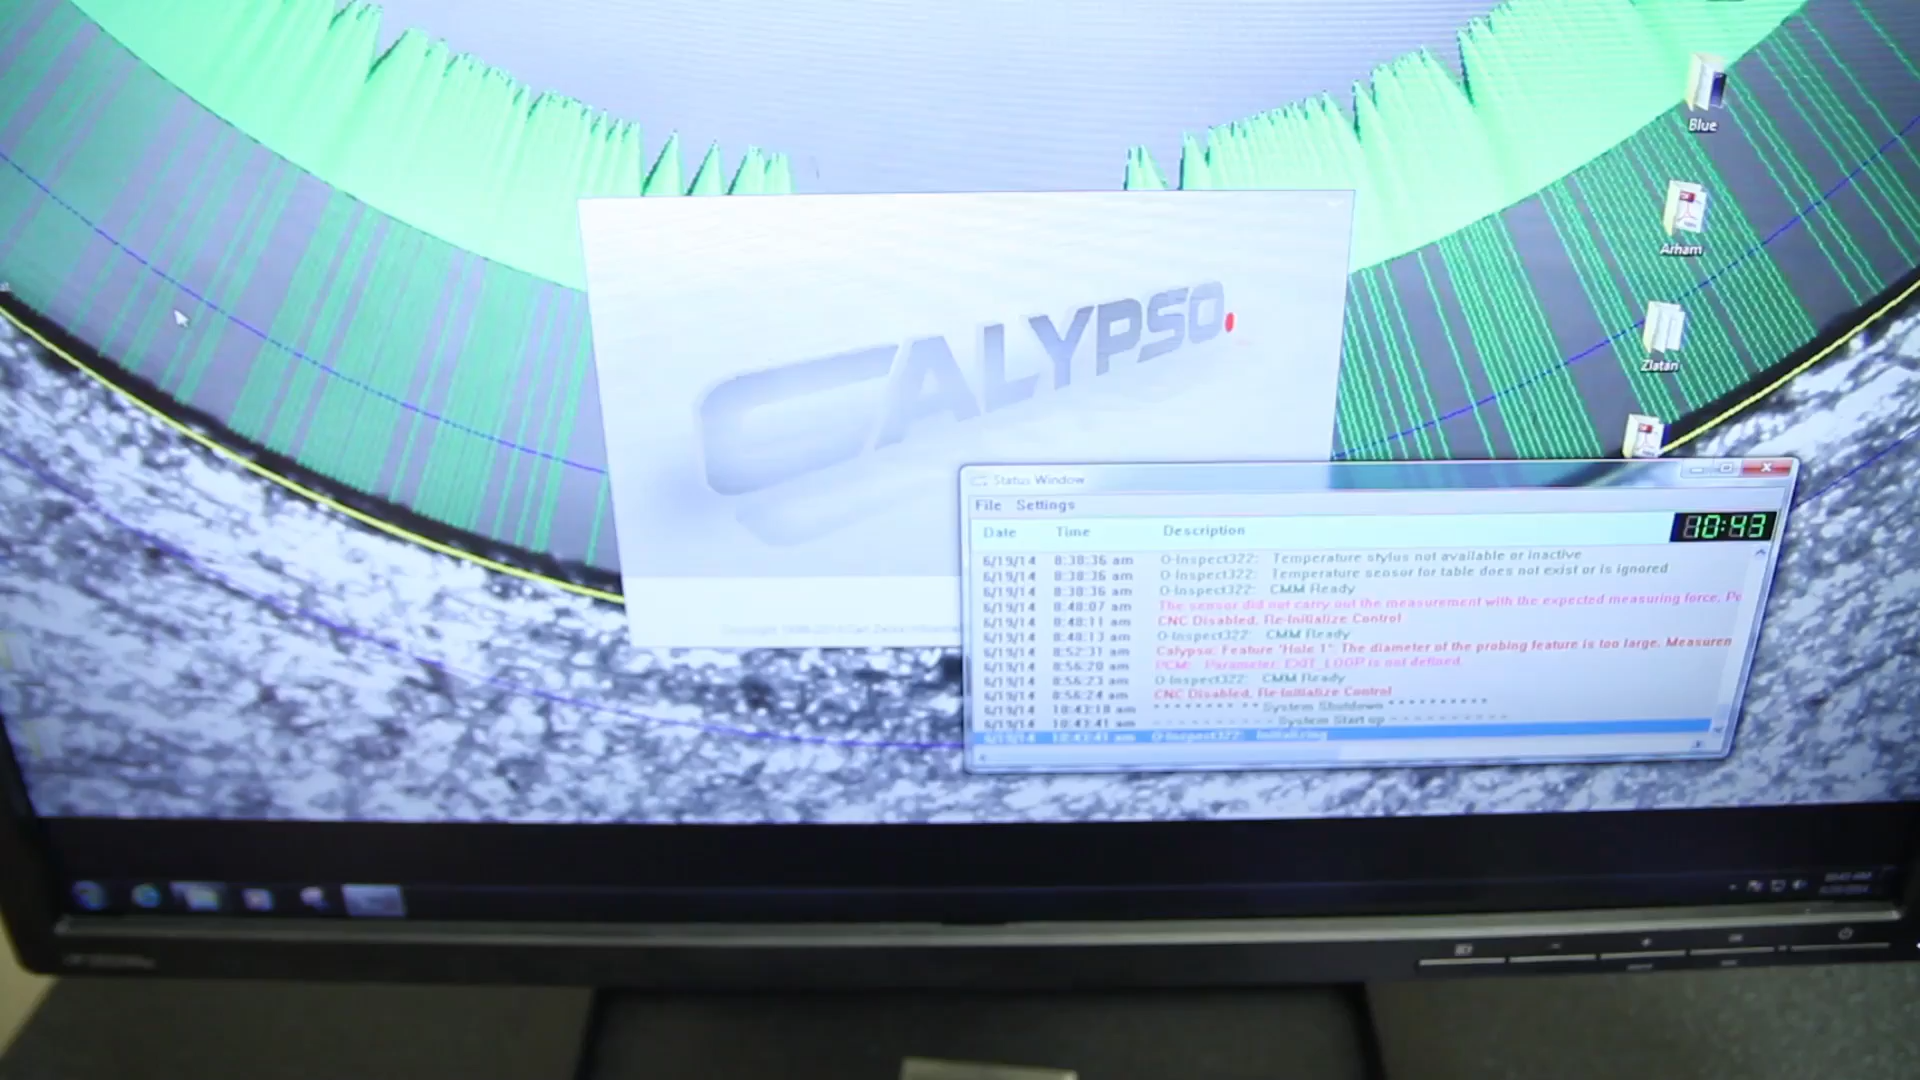 Blue
Arham
Zlatan
CALYPSO.
Status Window
File Settings
Date Time Description
10:43
6/19/14 8:38:36 am O-Inspect322: Temperature stylus not available or inactive
6/19/14 8:38:36 am O-Inspect322: Temperature sensor for table does not exist or is ignored
6/19/14 8:38:36 am O-Inspect322: CMM Ready
6/19/14 8:48:07 am The sensor did not carry out the measurement with the expected measuring force.
6/19/14 8:48:11 am CNC Disabled, Re-Initialize Control
6/19/14 8:48:13 am O-Inspect322: CMM Ready
6/19/14 8:52:31 am Calypso: Feature "Hole 1" The diameter of the probing feature is too large. Measuren
6/19/14 8:56:20 am PCM: Parameter, EXIT_LOOP is not defined.
6/19/14 8:56:23 am O-Inspect322: CMM Ready
6/19/14 8:56:24 am CNC Disabled, Re-Initialize Control
6/19/14 10:43:18 am * * * * * * * * * * System Shutdown * * * * * * * * * *
6/19/14 10:43:41 am - - - - - - - - - - System Start up - - - - - - - - - -
6/19/14 10:43:41 am O-Inspect322: